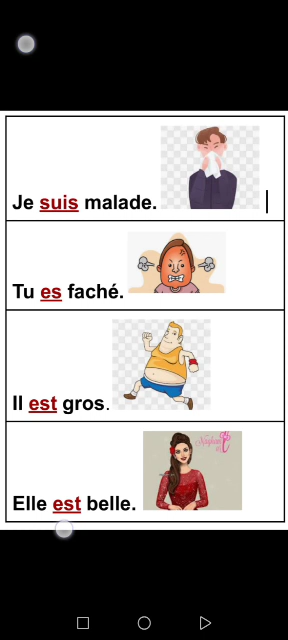 Je suis malade.
Tu es faché.
Il est gros.
Elle est belle.